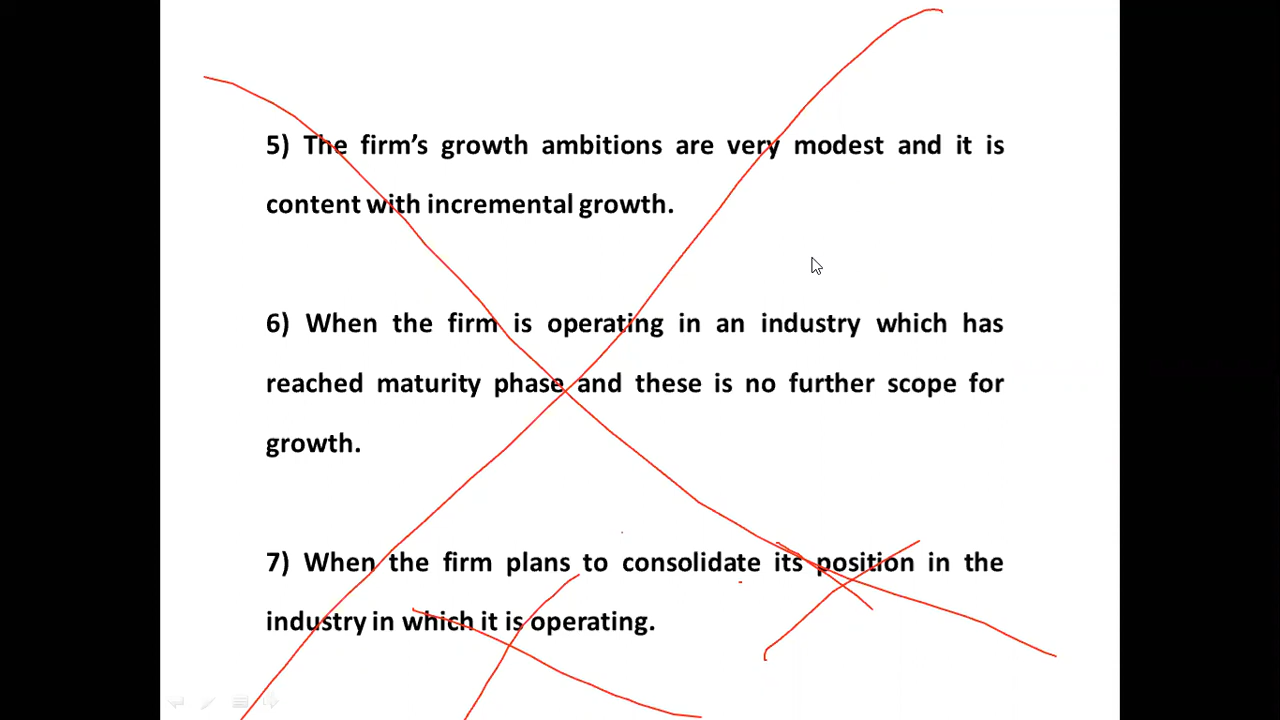 5) The firm’s growth ambitions are very modest and it is
content with incremental growth.
6) When the firm is operating in an industry which has
reached maturity phase and these is no further scope for
growth.
7) When the firm plans to consolidate its position in the
industry in which it is operating.